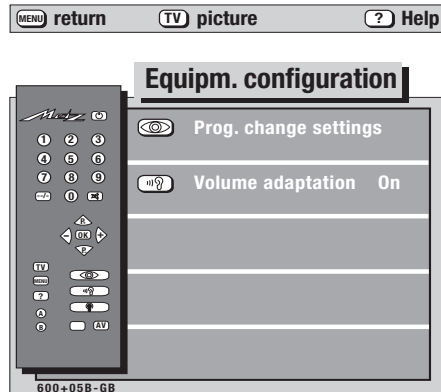 MENU return TV picture ? Help
Equipm. configuration
Metz
Prog. change settings
1 2 3
4 5 6
7 8 9
Volume adaptation On
--/- 0
R
- OK +
P
TV
MENU
?
A
B AV
600+05B-GB